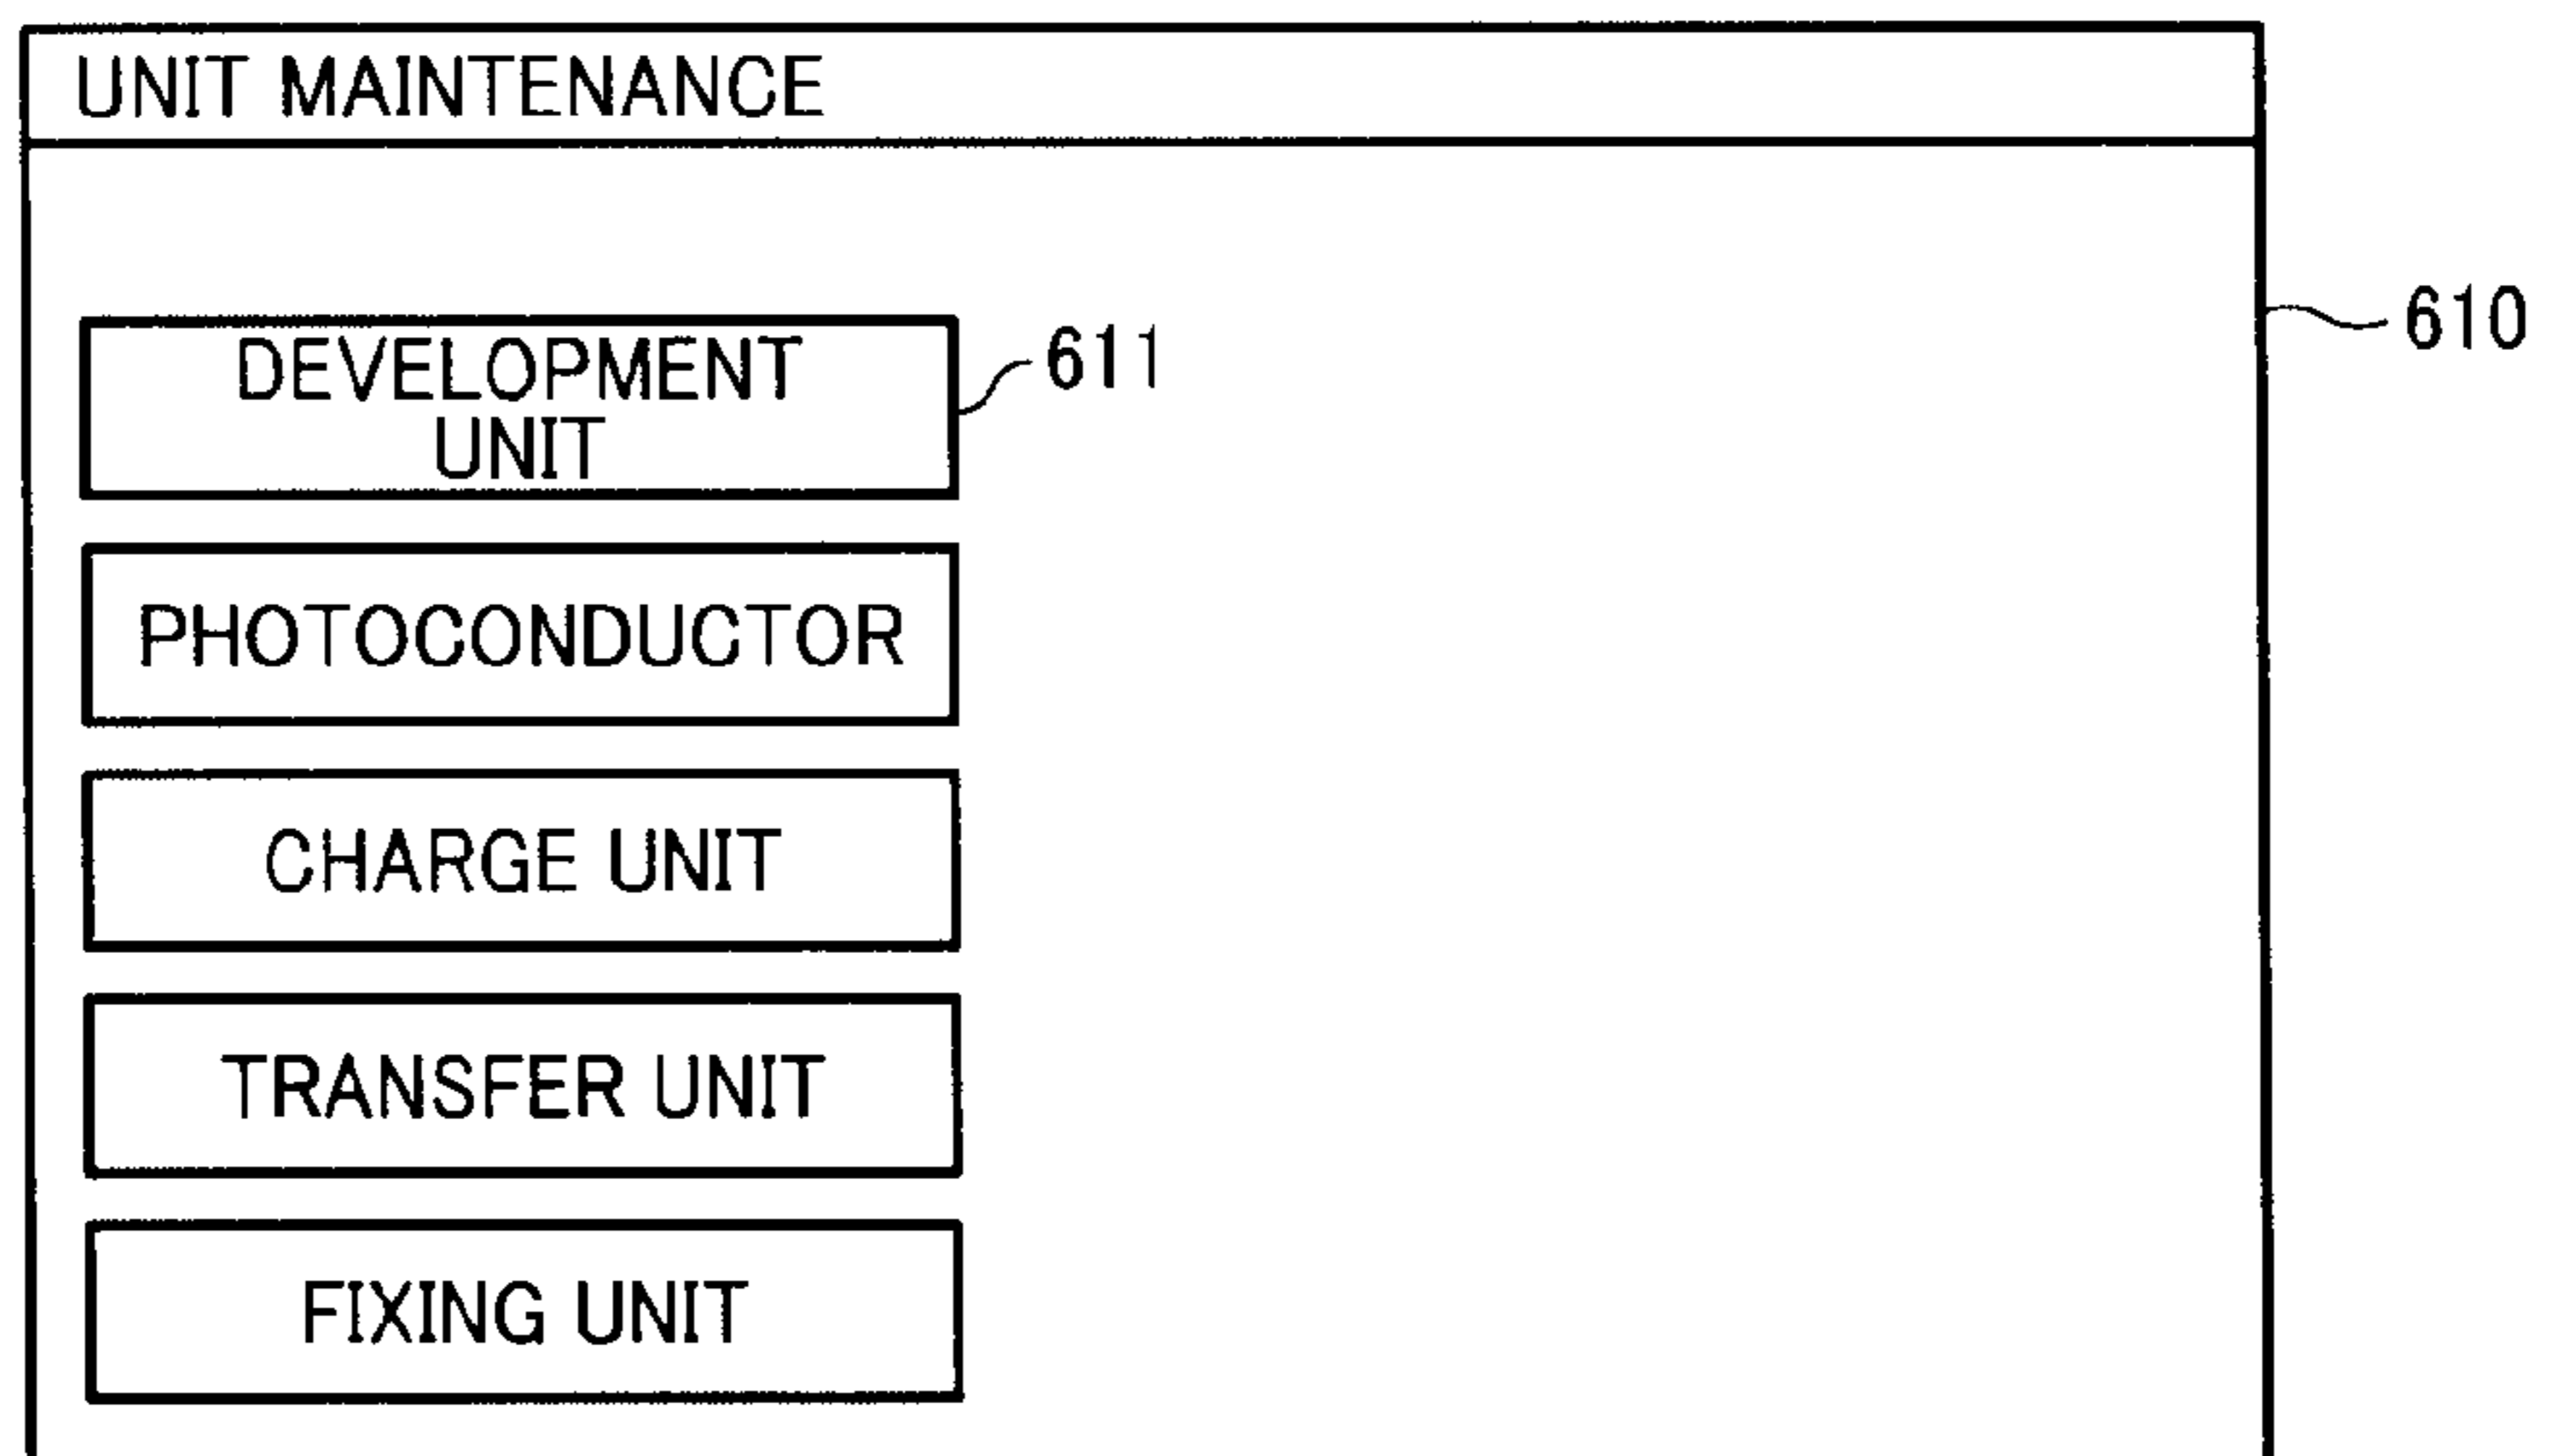 UNIT MAINTENANCE
610
DEVELOPMENT
UNIT
611
PHOTOCONDUCTOR
CHARGE UNIT
TRANSFER UNIT
FIXING UNIT